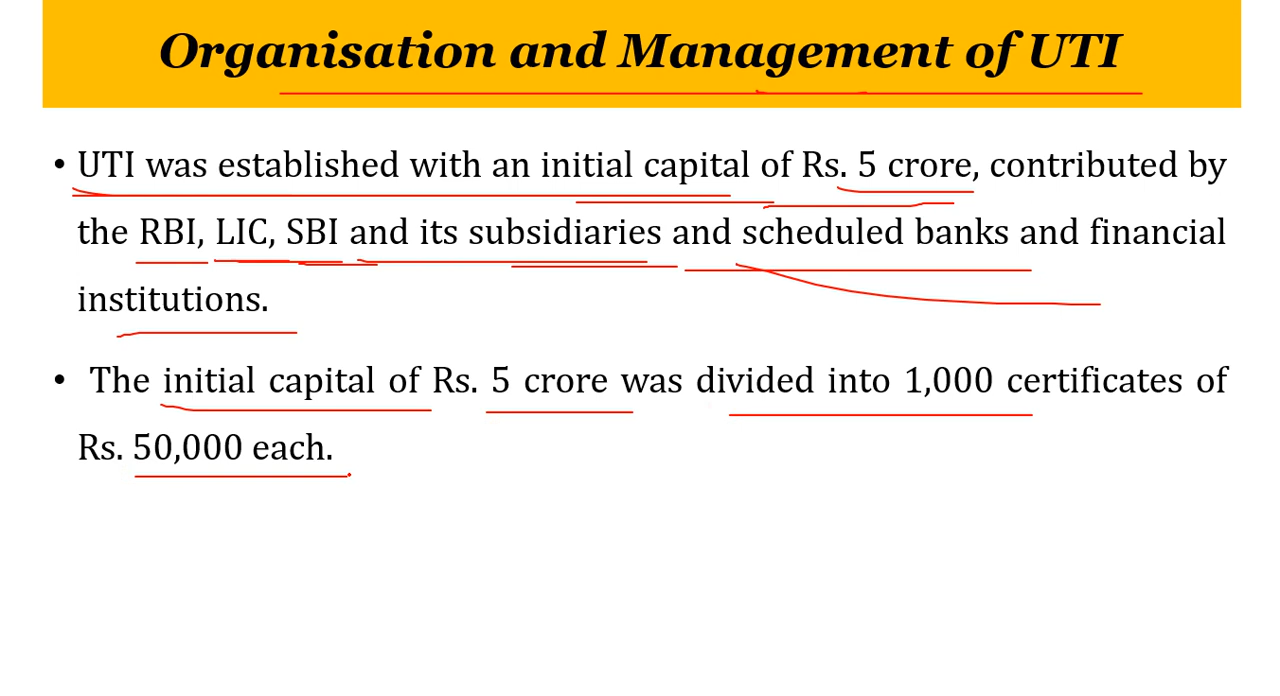 Organisation and Management of UTI
• UTI was established with an initial capital of Rs. 5 crore, contributed by
the RBI, LIC, SBI and its subsidiaries and scheduled banks and financial
institutions.
• The initial capital of Rs. 5 crore was divided into 1,000 certificates of
Rs. 50,000 each.